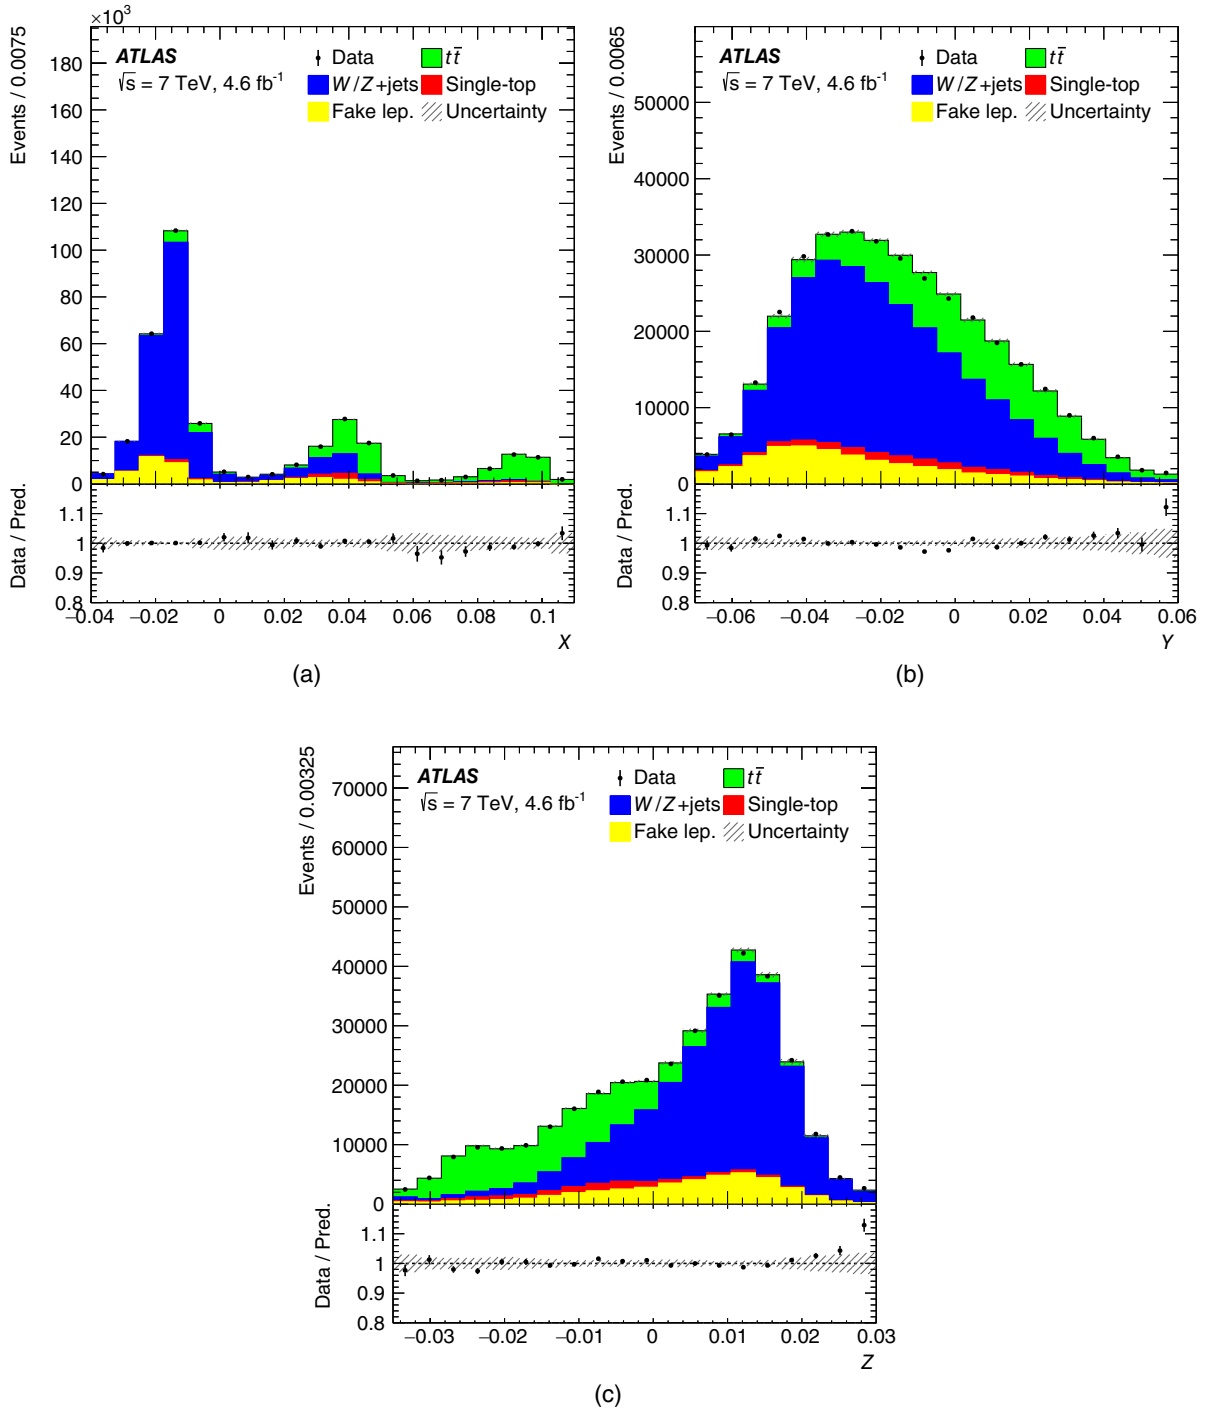 ×10³
Events / 0.0075
ATLAS
√s = 7 TeV, 4.6 fb⁻¹
Data
tt̄
W/Z+jets
Single-top
Fake lep.
Uncertainty
180
160
140
120
100
80
60
40
20
0
Data / Pred.
1.1
1
0.9
0.8
−0.04 −0.02 0 0.02 0.04 0.06 0.08 0.1
X
(a)
Events / 0.0065
ATLAS
√s = 7 TeV, 4.6 fb⁻¹
Data
tt̄
W/Z+jets
Single-top
Fake lep.
Uncertainty
50000
40000
30000
20000
10000
0
Data / Pred.
1.1
1
0.9
0.8
−0.06 −0.04 −0.02 0 0.02 0.04 0.06
Y
(b)
Events / 0.00325
ATLAS
√s = 7 TeV, 4.6 fb⁻¹
Data
tt̄
W/Z+jets
Single-top
Fake lep.
Uncertainty
70000
60000
50000
40000
30000
20000
10000
0
Data / Pred.
1.1
1
0.9
0.8
−0.03 −0.02 −0.01 0 0.01 0.02 0.03
Z
(c)